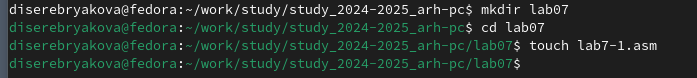 diserebryakova@fedora:~/work/study/study_2024-2025_arh-pc$ mkdir lab07
diserebryakova@fedora:~/work/study/study_2024-2025_arh-pc$ cd lab07
diserebryakova@fedora:~/work/study/study_2024-2025_arh-pc/lab07$ touch lab7-1.asm
diserebryakova@fedora:~/work/study/study_2024-2025_arh-pc/lab07$